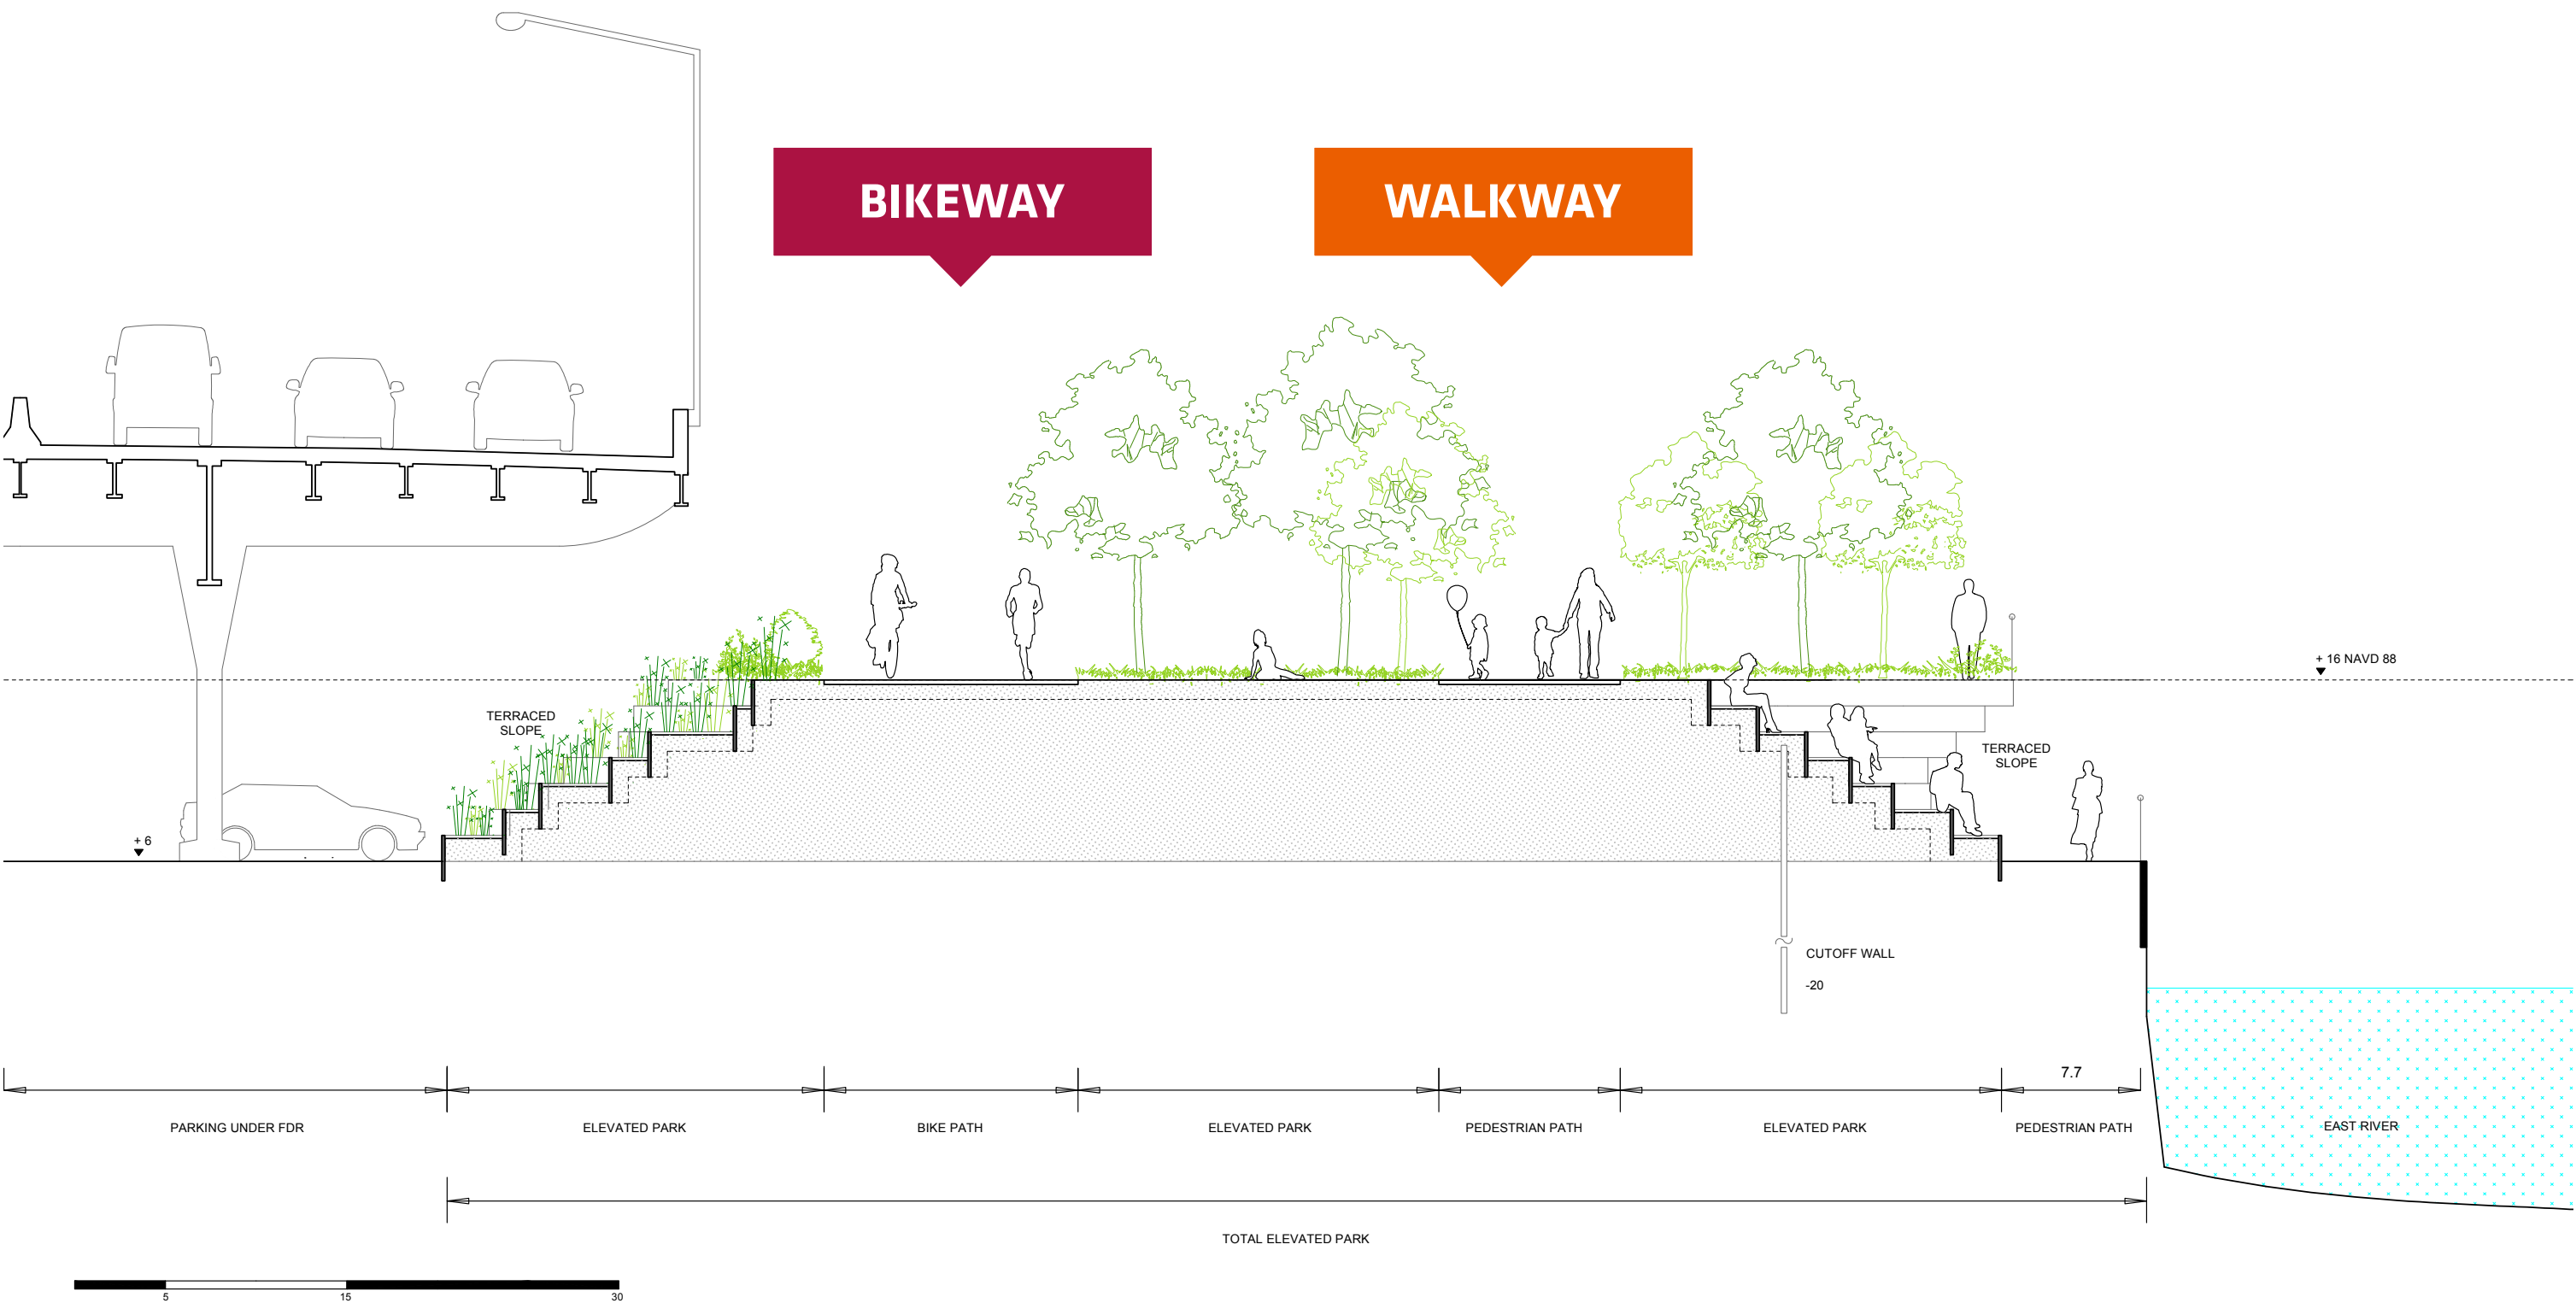 BIKEWAY
WALKWAY
+ 16 NAVD 88
TERRACED
SLOPE
TERRACED
SLOPE
+ 6
CUTOFF WALL
-20
7.7
PARKING UNDER FDR
ELEVATED PARK
BIKE PATH
ELEVATED PARK
PEDESTRIAN PATH
ELEVATED PARK
PEDESTRIAN PATH
EAST RIVER
TOTAL ELEVATED PARK
5
15
30